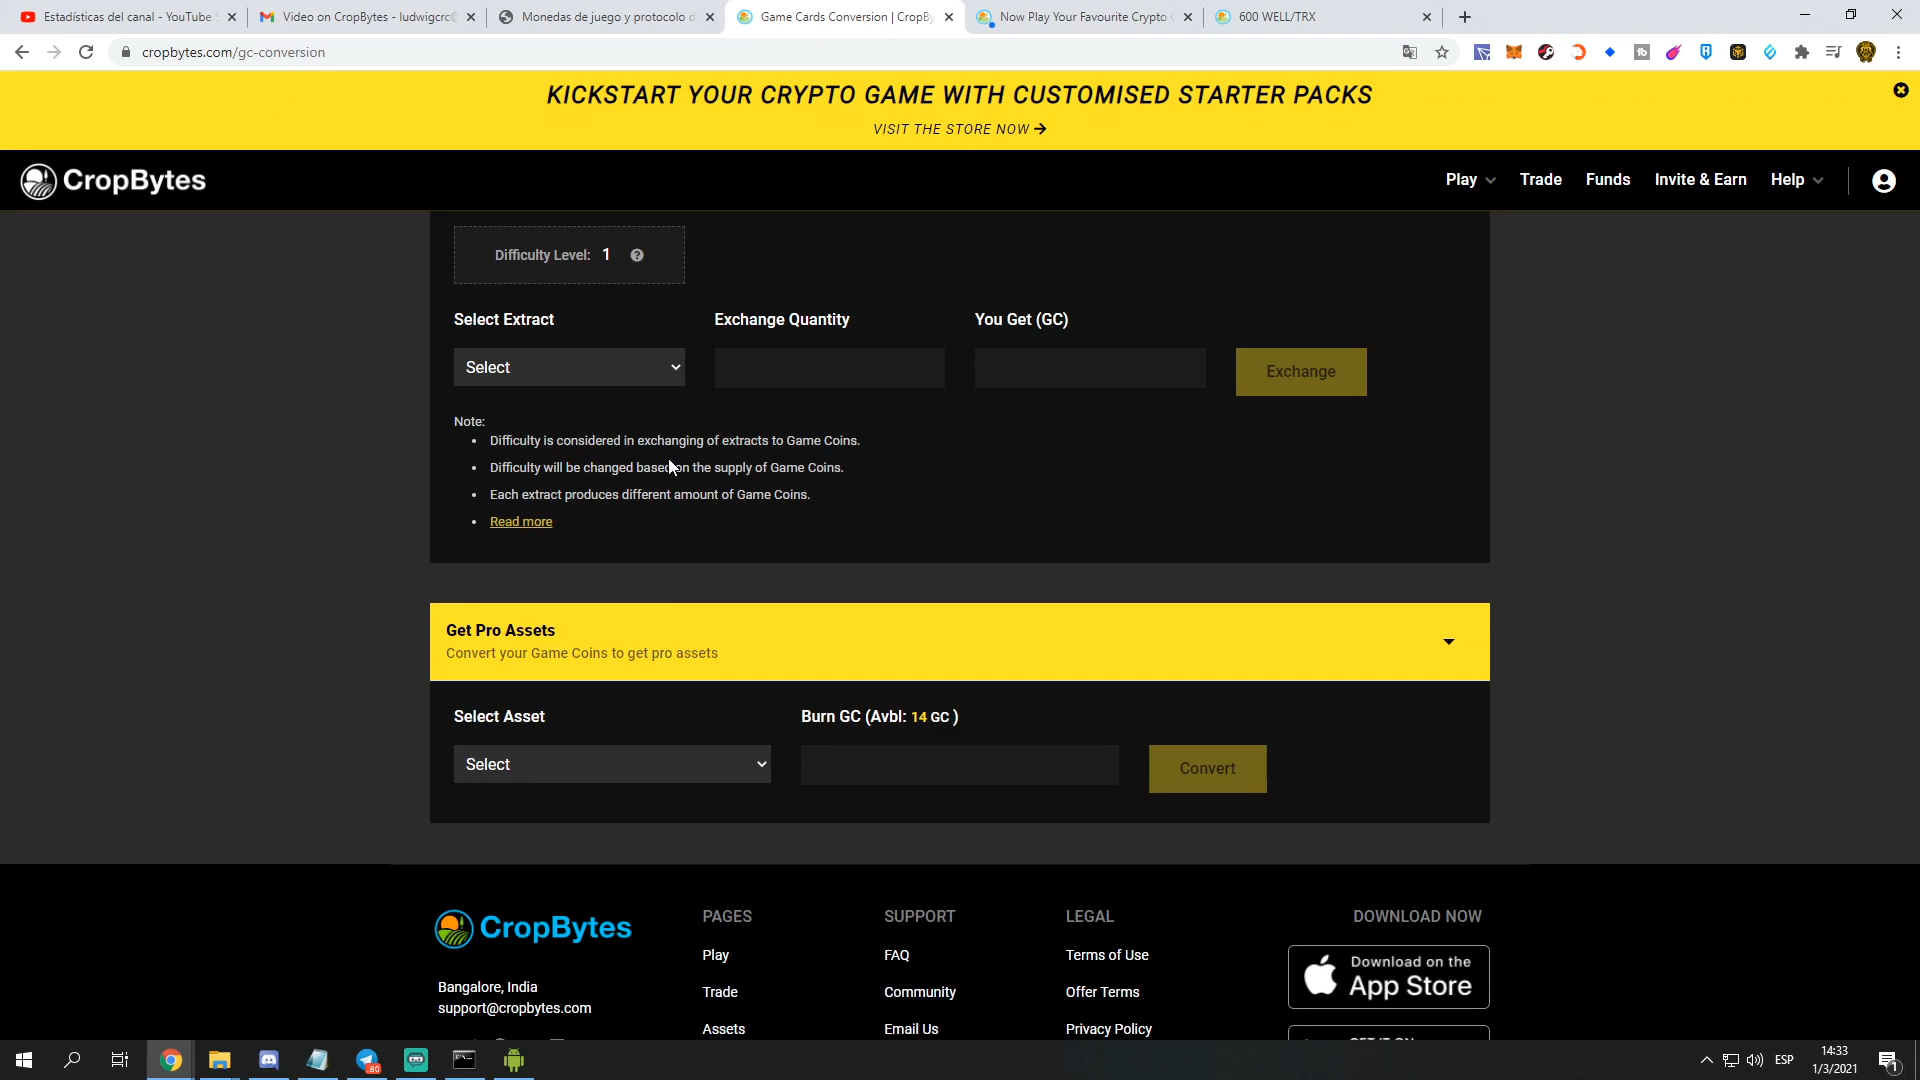 Estadísticas del canal - YouTube S
Video on CropBytes - ludwigcrc@
Monedas de juego y protocolo d
Game Cards Conversion | CropBy
Now Play Your Favourite Crypto G
600 WELL/TRX
cropbytes.com/gc-conversion
KICKSTART YOUR CRYPTO GAME WITH CUSTOMISED STARTER PACKS
VISIT THE STORE NOW →
CropBytes
Play
Trade
Funds
Invite & Earn
Help
Difficulty Level: 1 ?
Select Extract
Exchange Quantity
You Get (GC)
Select
Exchange
Note:
• Difficulty is considered in exchanging of extracts to Game Coins.
• Difficulty will be changed based on the supply of Game Coins.
• Each extract produces different amount of Game Coins.
• Read more
Get Pro Assets
Convert your Game Coins to get pro assets
Select Asset
Burn GC (Avbl: 14 GC )
Select
Convert
CropBytes
PAGES
SUPPORT
LEGAL
DOWNLOAD NOW
Play
FAQ
Terms of Use
Download on the
App Store
Bangalore, India
support@cropbytes.com
Trade
Community
Offer Terms
Assets
Email Us
Privacy Policy
80
ESP
14:33
1/3/2021
1